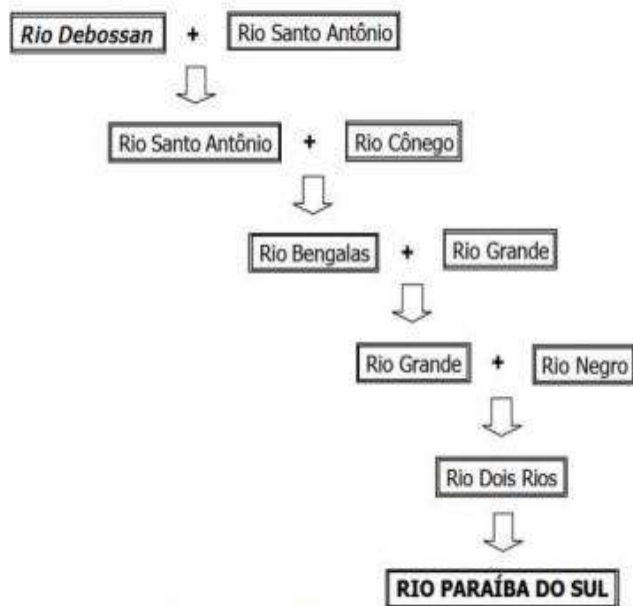 Rio Debossan + Rio Santo Antônio
Rio Santo Antônio + Rio Cônego
Rio Bengalas + Rio Grande
Rio Grande + Rio Negro
Rio Dois Rios
RIO PARAÍBA DO SUL